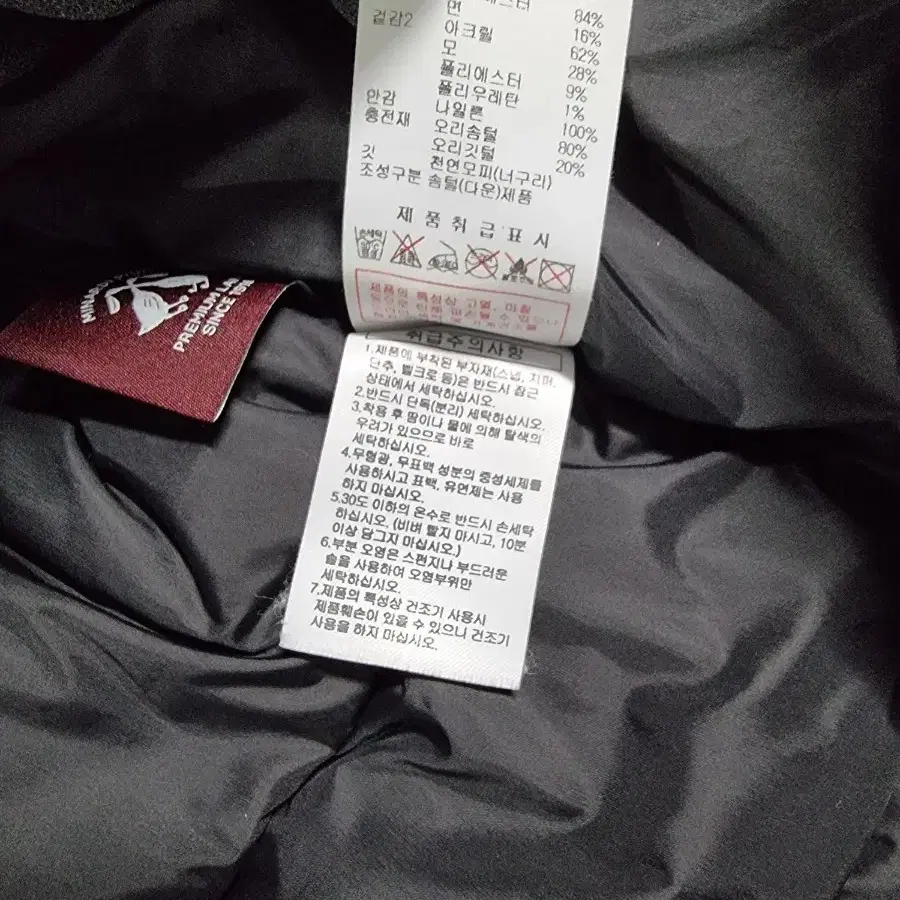 면 84%
겉감2 아크릴 16%
모 62%
폴리에스터 28%
폴리우레탄 9%
안감 나일론 1%
충전재 오리솜털 100%
오리깃털 80%
깃 천연모피(너구리) 20%
조성구분 솜털(다운)제품
제품취급표시
손세탁
제품의 특성상 고열, 마찰
취급주의사항
1.제품에 부착된 부자재(스냅, 지퍼,
단추, 벨크로 등)은 반드시 잠근
상태에서 세탁하십시오.
2.반드시 단독(분리) 세탁하십시오.
3.착용 후 땀이나 물에 의해 탈색의
우려가 있으므로 바로
세탁하십시오.
4.무형광, 무표백 성분의 중성세제를
사용하시고 표백, 유연제는 사용
하지 마십시오.
5.30도 이하의 온수로 반드시 손세탁
하십시오. (비벼 빨지 마시고, 10분
이상 담그지 마십시오.)
6.부분 오염은 스펀지나 부드러운
솔을 사용하여 오염부위만
세탁하십시오.
7.제품의 특성상 건조기 사용시
제품훼손이 있을 수 있으니 건조기
사용을 하지 마십시오.
PREMIUM
SINCE